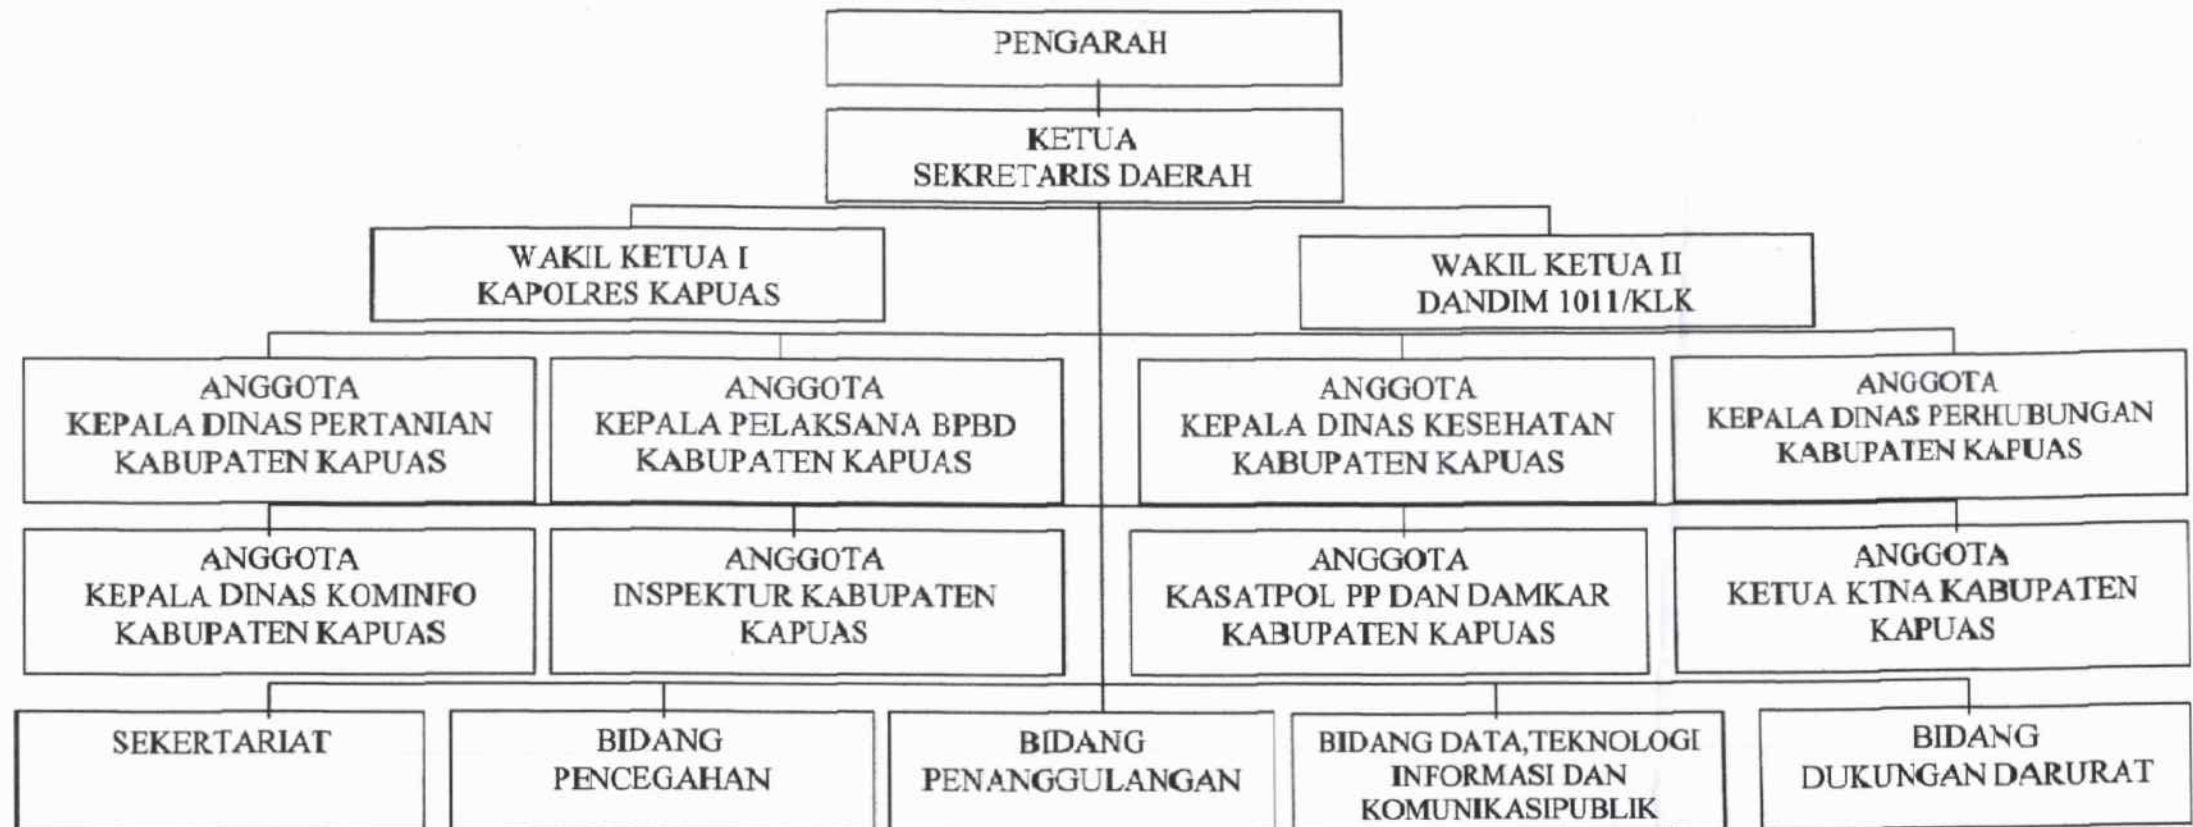 PENGARAH
KETUA
SEKRETARIS DAERAH
WAKIL KETUA I
KAPOLRES KAPUAS
WAKIL KETUA II
DANDIM 1011/KLK
ANGGOTA
KEPALA DINAS PERTANIAN
KABUPATEN KAPUAS
ANGGOTA
KEPALA PELAKSANA BPBD
KABUPATEN KAPUAS
ANGGOTA
KEPALA DINAS KESEHATAN
KABUPATEN KAPUAS
ANGGOTA
KEPALA DINAS PERHUBUNGAN
KABUPATEN KAPUAS
ANGGOTA
KEPALA DINAS KOMINFO
KABUPATEN KAPUAS
ANGGOTA
INSPEKTUR KABUPATEN
KAPUAS
ANGGOTA
KASATPOL PP DAN DAMKAR
KABUPATEN KAPUAS
ANGGOTA
KETUA KTNA KABUPATEN
KAPUAS
SEKERTARIAT
BIDANG
PENCEGAHAN
BIDANG
PENANGGULANGAN
BIDANG DATA,TEKNOLOGI
INFORMASI DAN
KOMUNIKASIPUBLIK
BIDANG
DUKUNGAN DARURAT